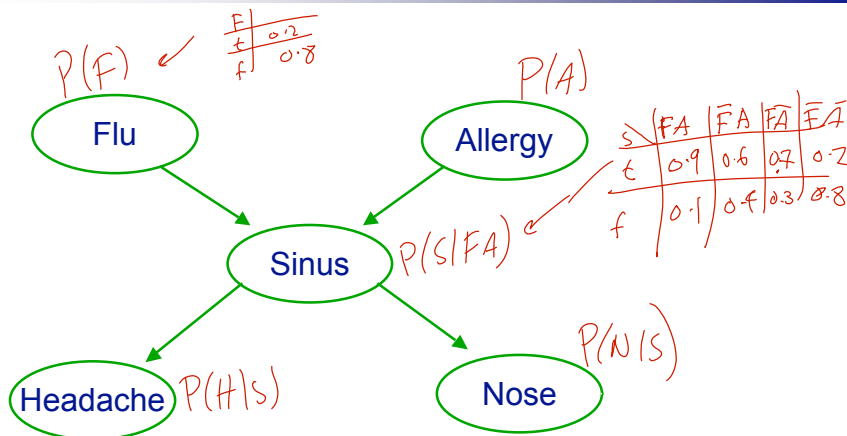 F
t 0.2
f 0.8
P(F)
P(A)
Flu
Allergy
S FA F̅A FA̅ F̅A̅
t 0.9 0.6 0.7 0.2
f 0.1 0.4 0.3 0.8
Sinus
P(S|FA)
P(N|S)
Headache
P(H|S)
Nose